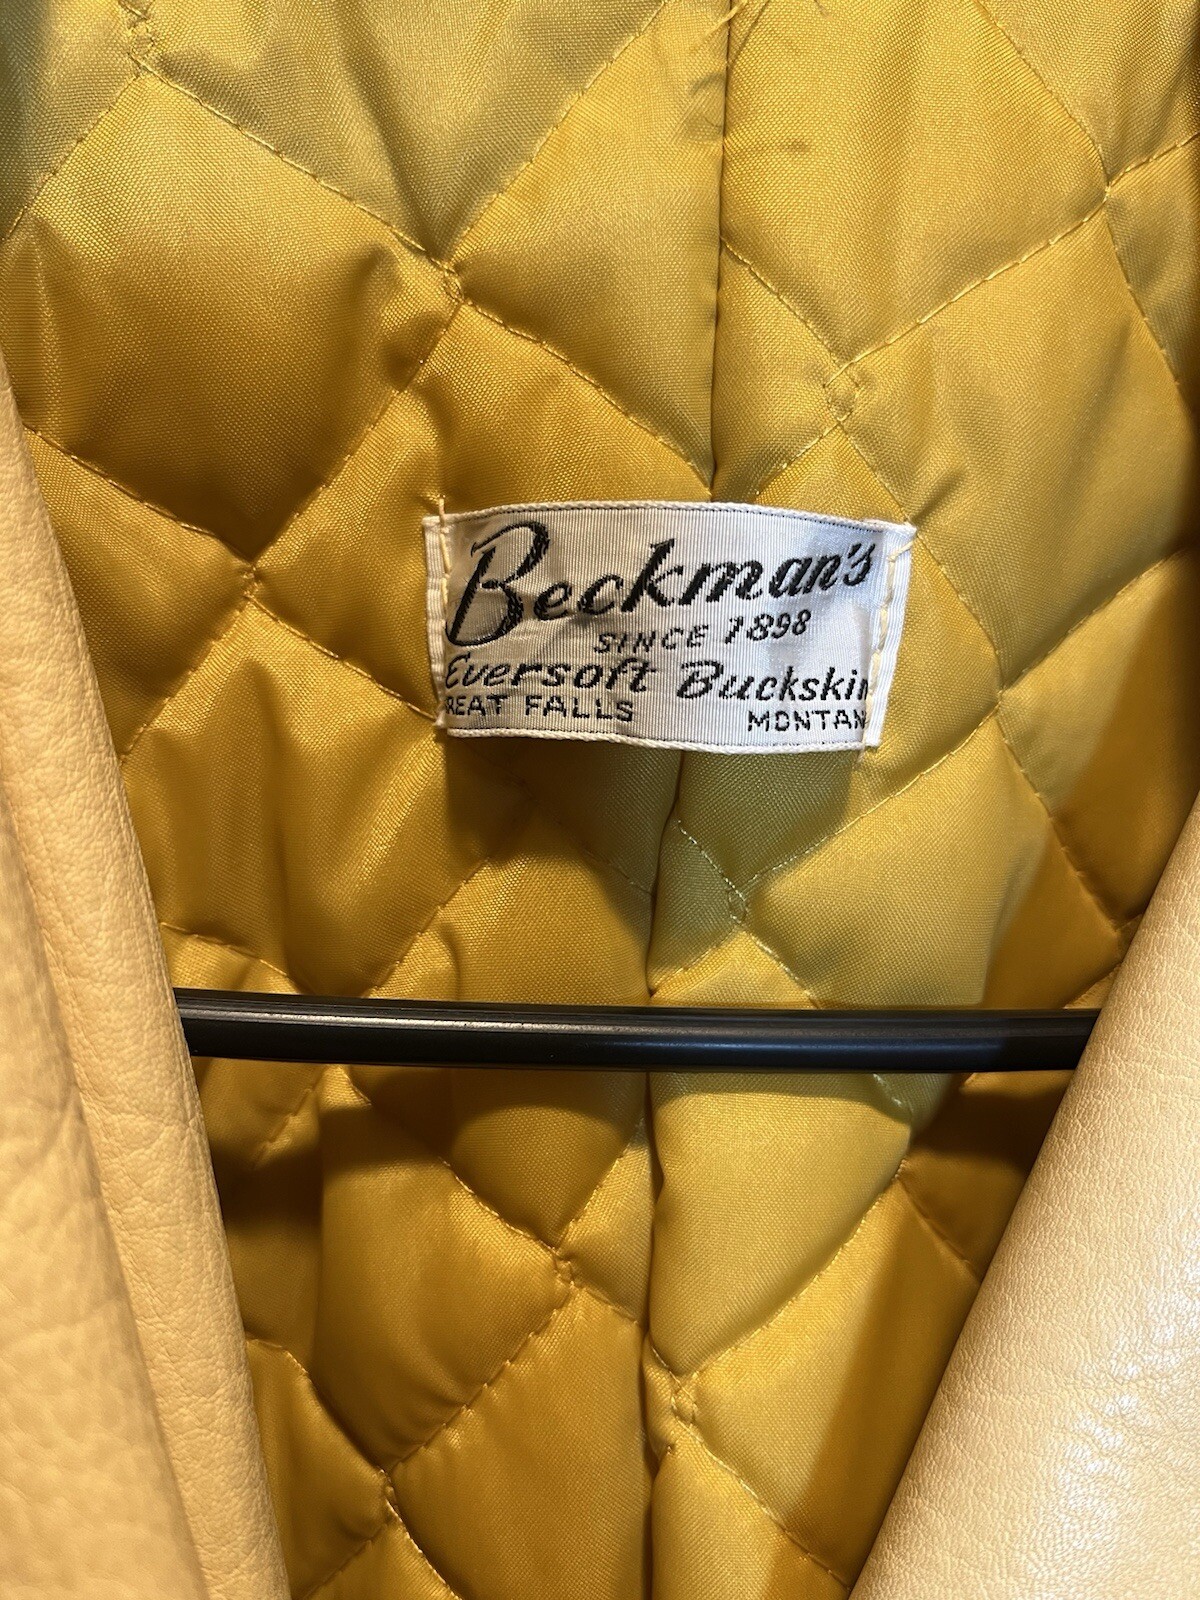 Beckman's
SINCE 1898
Eversoft Buckskin
REAT FALLS MONTAN